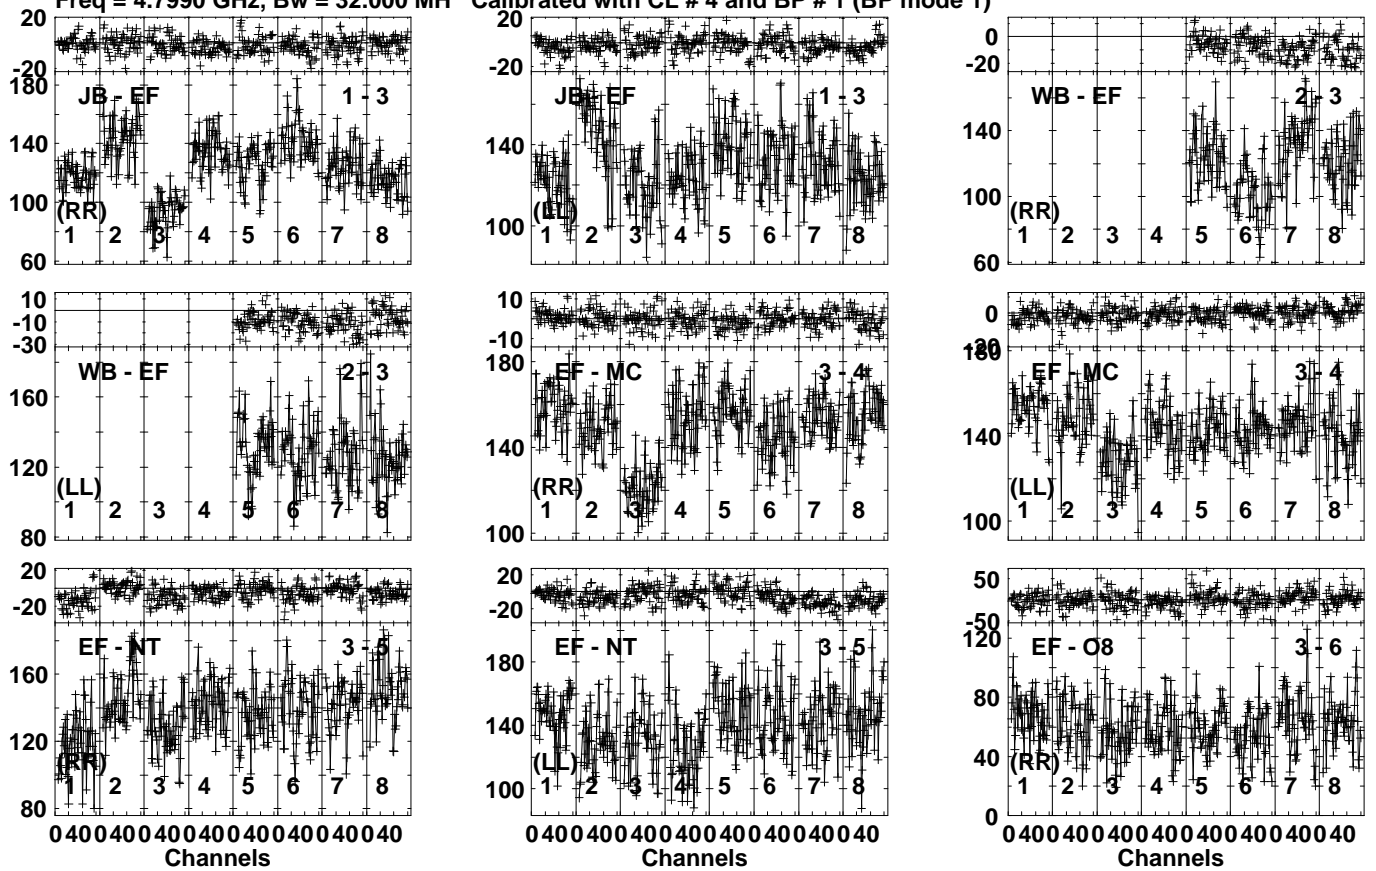 Freq = 4.7990 GHz, Bw = 32.000 MH Calibrated with CL # 4 and BP # 1 (BP mode 1)
20
-20
180
140
100
60
JB - EF 1 - 3
(RR)
1 2 3 4 5 6 7 8
20
-20
140
100
JB - EF 1 - 3
(LL)
1 2 3 4 5 6 7 8
0
-20
140
100
60
WB - EF 2 - 3
(RR)
1 2 3 4 5 6 7 8
10
-10
-30
160
120
80
WB - EF 2 - 3
(LL)
1 2 3 4 5 6 7 8
10
-10
180
140
100
EF - MC 3 - 4
(RR)
1 2 3 4 5 6 7 8
0
-20
180
140
100
EF - MC 3 - 4
(LL)
1 2 3 4 5 6 7 8
20
-20
160
120
80
EF - NT 3 - 5
(RR)
1 2 3 4 5 6 7 8
0 40 0 40 0 40 0 40 0 40 0 40 0 40 0 40
Channels
20
-20
180
140
100
EF - NT 3 - 5
(LL)
1 2 3 4 5 6 7 8
0 40 0 40 0 40 0 40 0 40 0 40 0 40 0 40
Channels
50
-50
120
80
40
0
EF - O8 3 - 6
(RR)
1 2 3 4 5 6 7 8
0 40 0 40 0 40 0 40 0 40 0 40 0 40 0 40
Channels